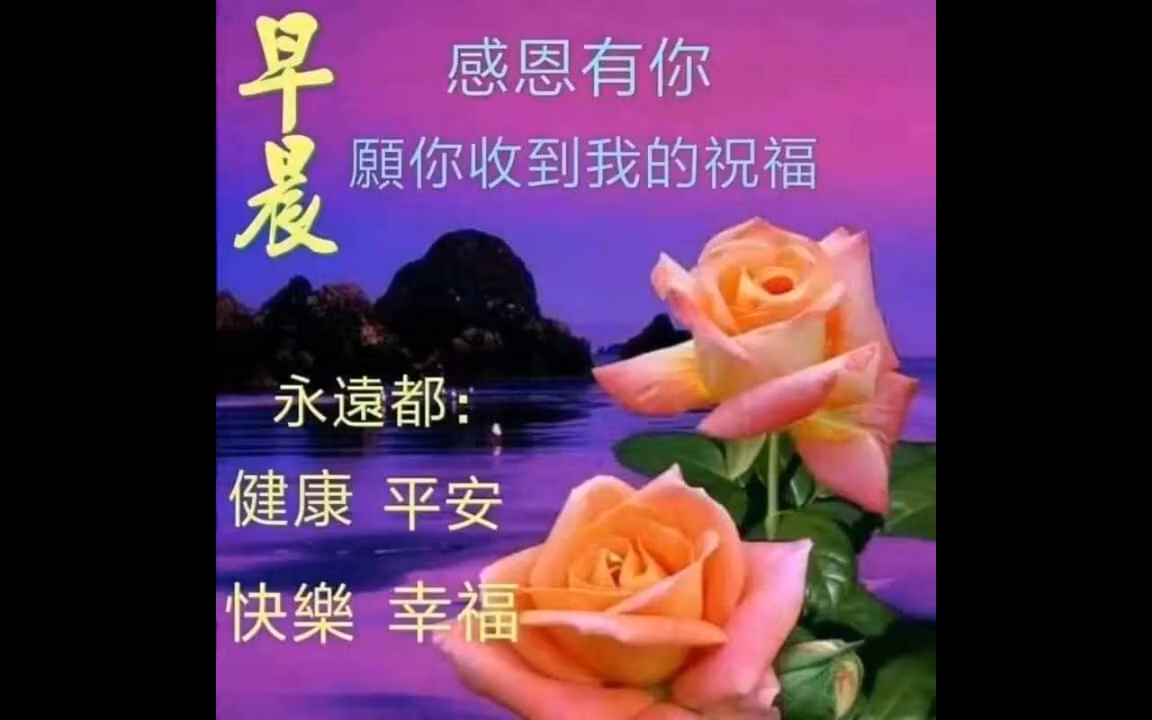 早晨
感恩有你
願你收到我的祝福
永遠都：
健康 平安
快樂 幸福